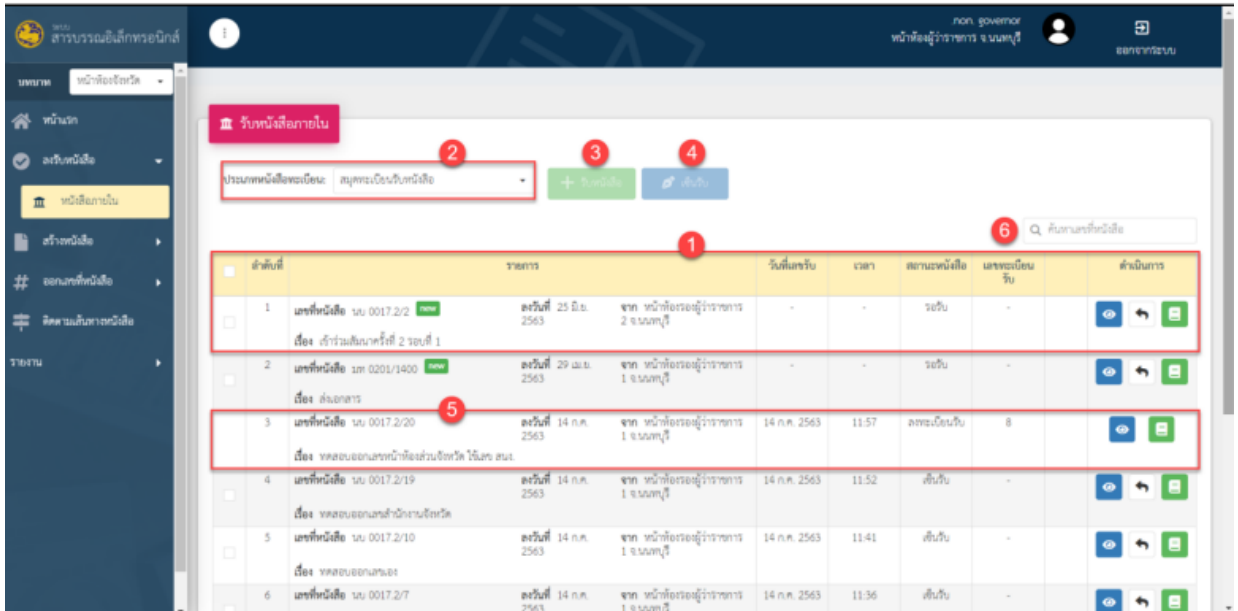 ระบบ
สารบรรณอิเล็กทรอนิกส์
non. governor
หน้าห้องผู้ว่าราชการ จ.นนทบุรี
ออกจากระบบ
บทบาท หน้าห้องจังหวัด
หน้าแรก
ลงรับหนังสือ
หนังสือภายใน
สร้างหนังสือ
# ออกเลขที่หนังสือ
ติดตามเส้นทางหนังสือ
รายงาน
รับหนังสือภายใน
2 3 4
ประเภทหนังสือทะเบียน: สมุดทะเบียนรับหนังสือ
+ รับหนังสือ
เซ็นรับ
6 ค้นหาเลขที่หนังสือ
1
ลำดับที่ รายการ วันที่เลขรับ เวลา สถานะหนังสือ เลขทะเบียน ดำเนินการ
รับ
1 เลขที่หนังสือ นบ 0017.2/2 new ลงวันที่ 25 มิ.ย. จาก หน้าห้องรองผู้ว่าราชการ - - รอรับ -
2563 2 จ.นนทบุรี
เรื่อง เข้าร่วมสัมนาครั้งที่ 2 รอบที่ 1
2 เลขที่หนังสือ มท 0201/1400 new ลงวันที่ 29 เม.ย. จาก หน้าห้องรองผู้ว่าราชการ - - รอรับ -
2563 1 จ.นนทบุรี
เรื่อง ส่งเอกสาร
5
3 เลขที่หนังสือ นบ 0017.2/20 ลงวันที่ 14 ก.ค. จาก หน้าห้องรองผู้ว่าราชการ 14 ก.ค. 2563 11:57 ลงทะเบียนรับ 8
2563 1 จ.นนทบุรี
เรื่อง ทดสอบออกเลขหน้าห้องส่วนจังหวัด ใช้เลข สนจ.
4 เลขที่หนังสือ นบ 0017.2/19 ลงวันที่ 14 ก.ค. จาก หน้าห้องรองผู้ว่าราชการ 14 ก.ค. 2563 11:52 เซ็นรับ -
2563 1 จ.นนทบุรี
เรื่อง ทดสอบออกเลขสำนักงานจังหวัด
5 เลขที่หนังสือ นบ 0017.2/10 ลงวันที่ 14 ก.ค. จาก หน้าห้องรองผู้ว่าราชการ 14 ก.ค. 2563 11:41 เซ็นรับ -
2563 1 จ.นนทบุรี
เรื่อง ทดสอบออกเลขเอง
6 เลขที่หนังสือ นบ 0017.2/7 ลงวันที่ 14 ก.ค. จาก หน้าห้องรองผู้ว่าราชการ 14 ก.ค. 2563 11:36 เซ็นรับ -
2563 1 จ.นนทบุรี